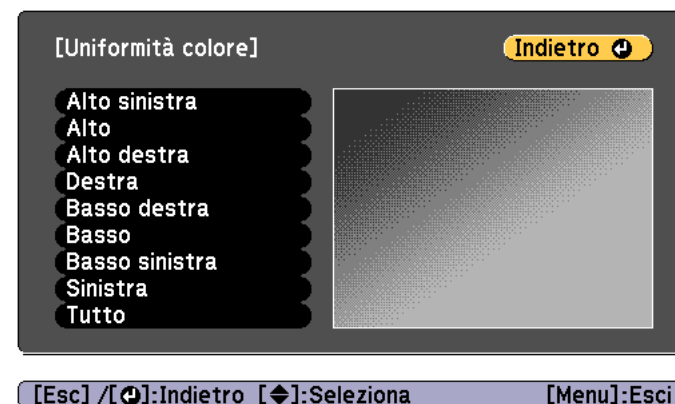 [Uniformità colore]
Indietro
Alto sinistra
Alto
Alto destra
Destra
Basso destra
Basso
Basso sinistra
Sinistra
Tutto
[Esc] /[⏎]:Indietro [◆]:Seleziona [Menu]:Esci